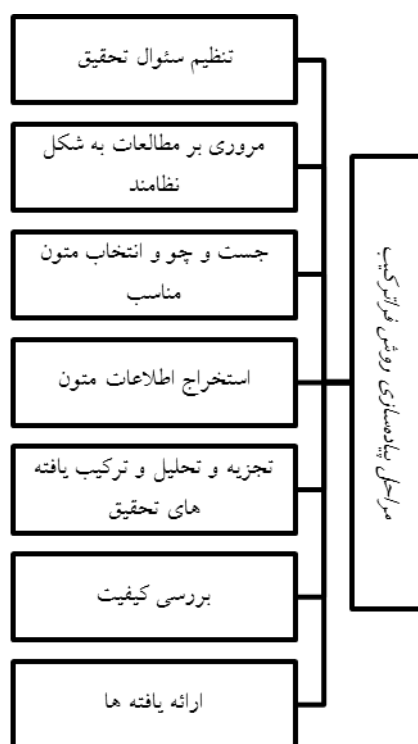 مراحل پیاده‌سازی روش فراترکیب
تنظیم سئوال تحقیق
مروری بر مطالعات به شکل
نظامند
جست و چو و انتخاب متون
مناسب
استخراج اطلاعات متون
تجزیه و تحلیل و ترکیب یافته
های تحقیق
بررسی کیفیت
ارائه یافته ها